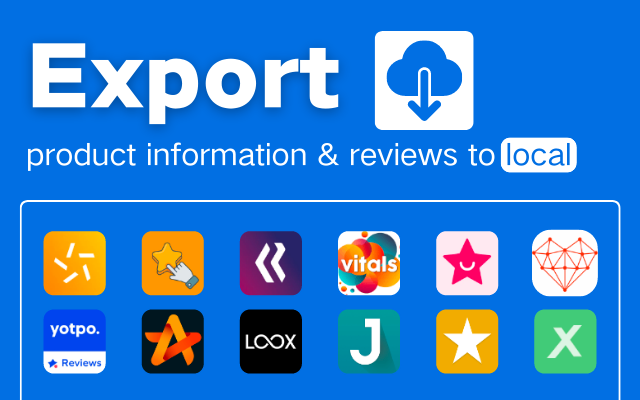 Export
product information & reviews to local
vitals
yotpo.
Reviews
LOOX
J
X